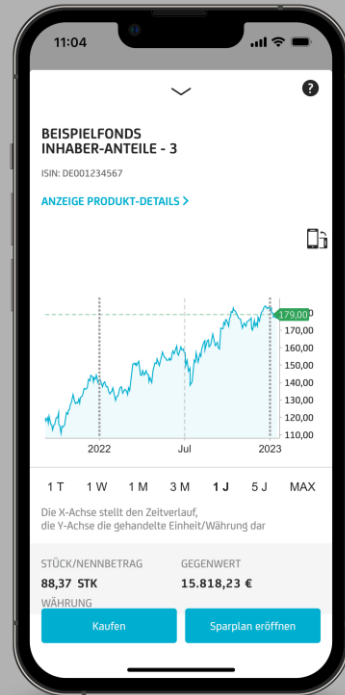 11:04
?
BEISPIELFONDS
INHABER-ANTEILE - 3
ISIN: DE001234567
ANZEIGE PRODUKT-DETAILS >
179,00
170,00
160,00
150,00
140,00
130,00
120,00
110,00
2022 Jul 2023
1 T 1 W 1 M 3 M 1 J 5 J MAX
Die X-Achse stellt den Zeitverlauf,
die Y-Achse die gehandelte Einheit/Währung dar
STÜCK/NENNBETRAG GEGENWERT
88,37 STK 15.818,23 €
WÄHRUNG
Kaufen Sparplan eröffnen